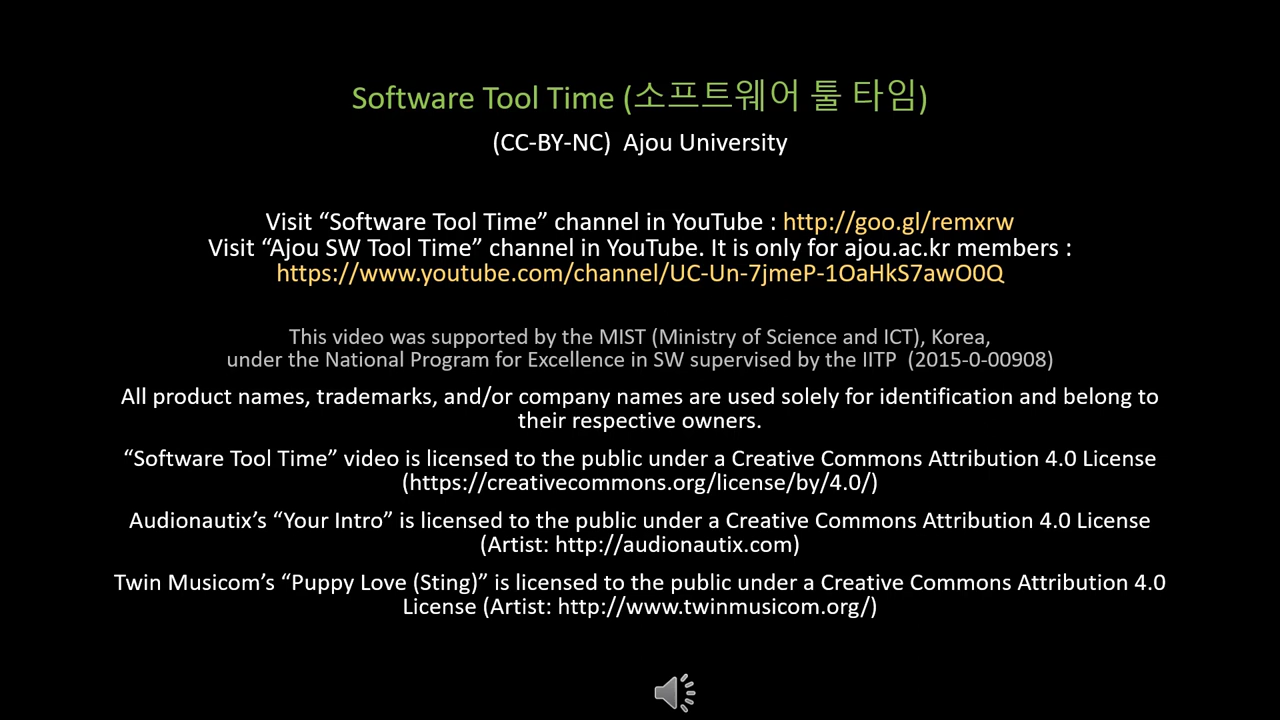 Software Tool Time (소프트웨어 툴 타임)
(CC-BY-NC)  Ajou University
Visit “Software Tool Time” channel in YouTube : http://goo.gl/remxrw
Visit “Ajou SW Tool Time” channel in YouTube. It is only for ajou.ac.kr members :
https://www.youtube.com/channel/UC-Un-7jmeP-1OaHkS7awO0Q
This video was supported by the MIST (Ministry of Science and ICT), Korea,
under the National Program for Excellence in SW supervised by the IITP  (2015-0-00908)
All product names, trademarks, and/or company names are used solely for identification and belong to
their respective owners.
“Software Tool Time” video is licensed to the public under a Creative Commons Attribution 4.0 License
(https://creativecommons.org/license/by/4.0/)
Audionautix’s “Your Intro” is licensed to the public under a Creative Commons Attribution 4.0 License
(Artist: http://audionautix.com)
Twin Musicom’s “Puppy Love (Sting)” is licensed to the public under a Creative Commons Attribution 4.0
License (Artist: http://www.twinmusicom.org/)